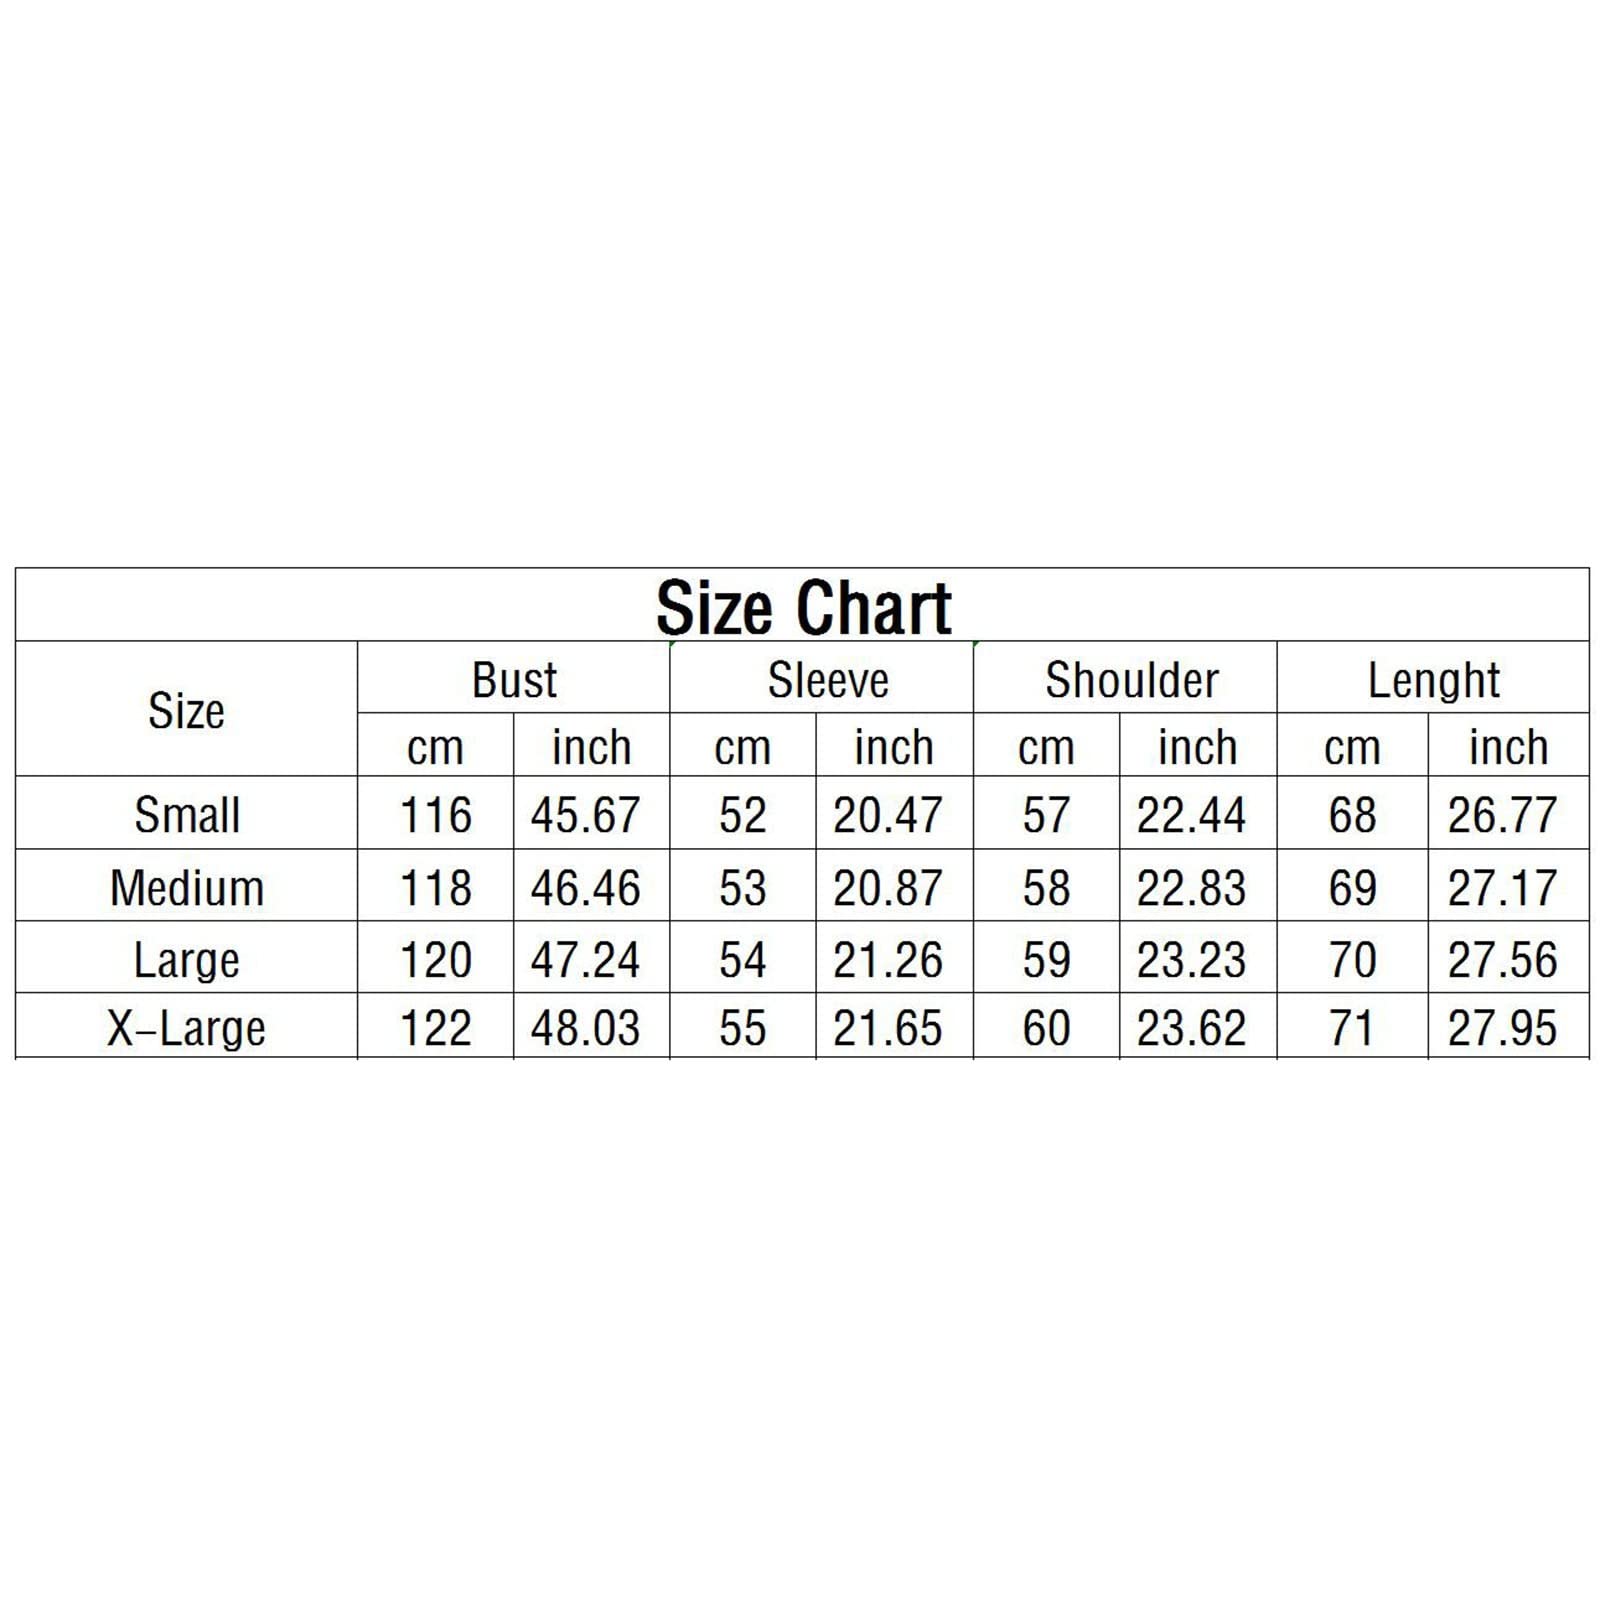 Size Chart
Size Bust Sleeve Shoulder Lenght
cm inch cm inch cm inch cm inch
Small 116 45.67 52 20.47 57 22.44 68 26.77
Medium 118 46.46 53 20.87 58 22.83 69 27.17
Large 120 47.24 54 21.26 59 23.23 70 27.56
X-Large 122 48.03 55 21.65 60 23.62 71 27.95